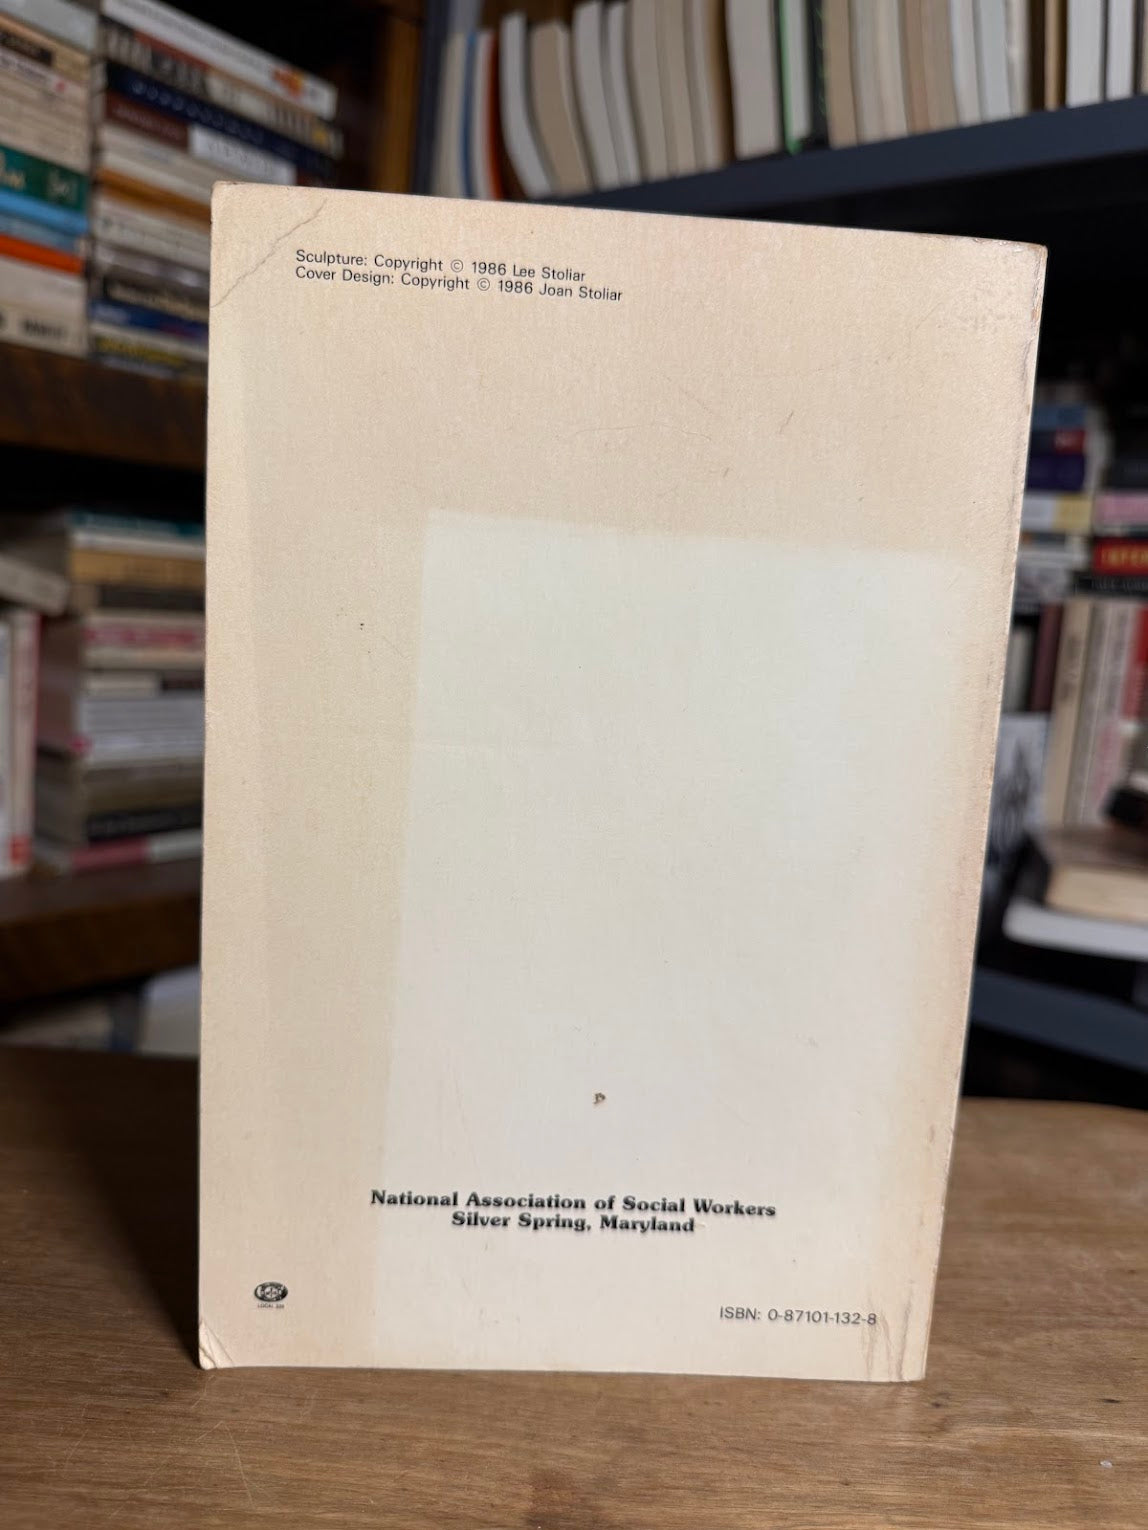 Sculpture: Copyright © 1986 Lee Stoliar
Cover Design: Copyright © 1986 Joan Stoliar
National Association of Social Workers
Silver Spring, Maryland
ISBN: 0-87101-132-8